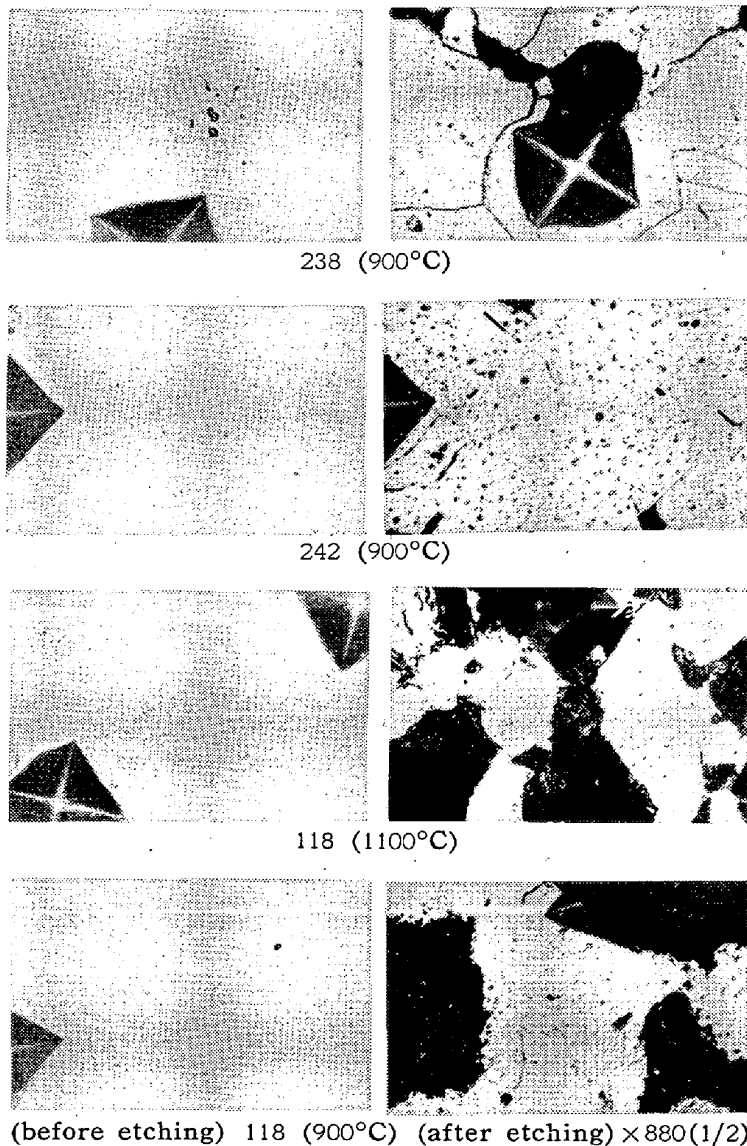 238 (900°C)
242 (900°C)
118 (1100°C)
(before etching) 118 (900°C) (after etching) ×880(1/2)